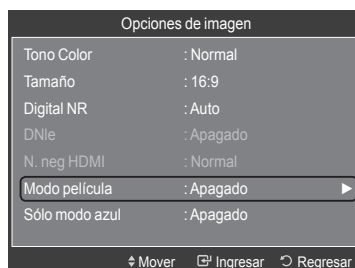 Opciones de imagen
Tono Color : Normal
Tamaño : 16:9
Digital NR : Auto
DNIe : Apagado
N. neg HDMI : Normal
Modo película : Apagado ►
Sólo modo azul : Apagado
Mover Ingresar Regresar